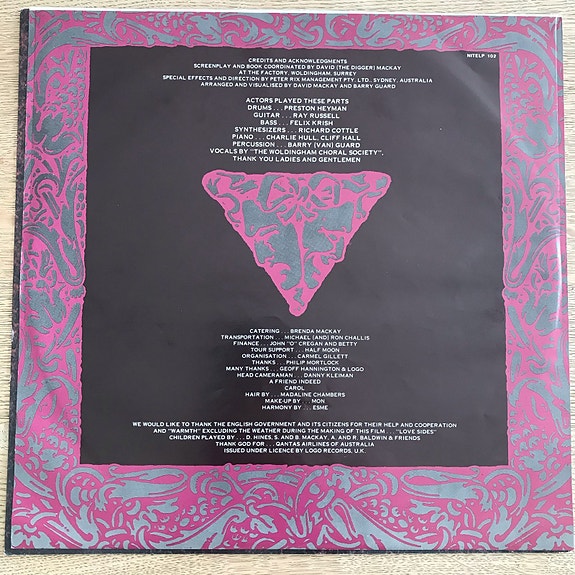 NITELP 102
CREDITS AND ACKNOWLEDGMENTS
SCREENPLAY AND BOOK COORDINATED BY DAVID (THE DIGGER) MACKAY
AT THE FACTORY, WOLDINGHAM, SURREY
SPECIAL EFFECTS AND DIRECTION BY PETER RIX MANAGEMENT PTY. LTD., SYDNEY, AUSTRALIA
ARRANGED AND VISUALISED BY DAVID MACKAY AND BARRY GUARD
ACTORS PLAYED THESE PARTS
DRUMS . . . PRESTON HEYMAN
GUITAR . . . RAY RUSSELL
BASS . . . FELIX KRISH
SYNTHESIZERS . . . RICHARD COTTLE
PIANO . . . CHARLIE HULL, CLIFF HALL
PERCUSSION . . . BARRY (VAN) GUARD
VOCALS BY "THE WOLDINGHAM CHORAL SOCIETY".
THANK YOU LADIES AND GENTLEMEN
CATERING . . . BRENDA MACKAY
TRANSPORTATION . . . MICHAEL (AND) RON CHALLIS
FINANCE . . . JOHN "O" CREGAN AND BETTY
TOUR SUPPORT . . . HALF MOON
ORGANISATION . . . CARMEL GILLETT
THANKS . . . PHILIP MORTLOCK
MANY THANKS . . . GEOFF HANNINGTON & LOGO
HEAD CAMERAMAN . . . DANNY KLEIMAN
A FRIEND INDEED
CAROL
HAIR BY . . . MADALINE CHAMBERS
MAKE-UP BY . . . MON
HARMONY BY . . . ESME
WE WOULD LIKE TO THANK THE ENGLISH GOVERNMENT AND ITS CITIZENS FOR THEIR HELP AND COOPERATION
AND "WARMTH" EXCLUDING THE WEATHER DURING THE MAKING OF THIS FILM . . . "LOVE SIDES"
CHILDREN PLAYED BY . . . D. HINES, S. AND B. MACKAY, A. AND R. BALDWIN & FRIENDS
THANK GOD FOR . . . QANTAS AIRLINES OF AUSTRALIA
ISSUED UNDER LICENCE BY LOGO RECORDS, U.K.